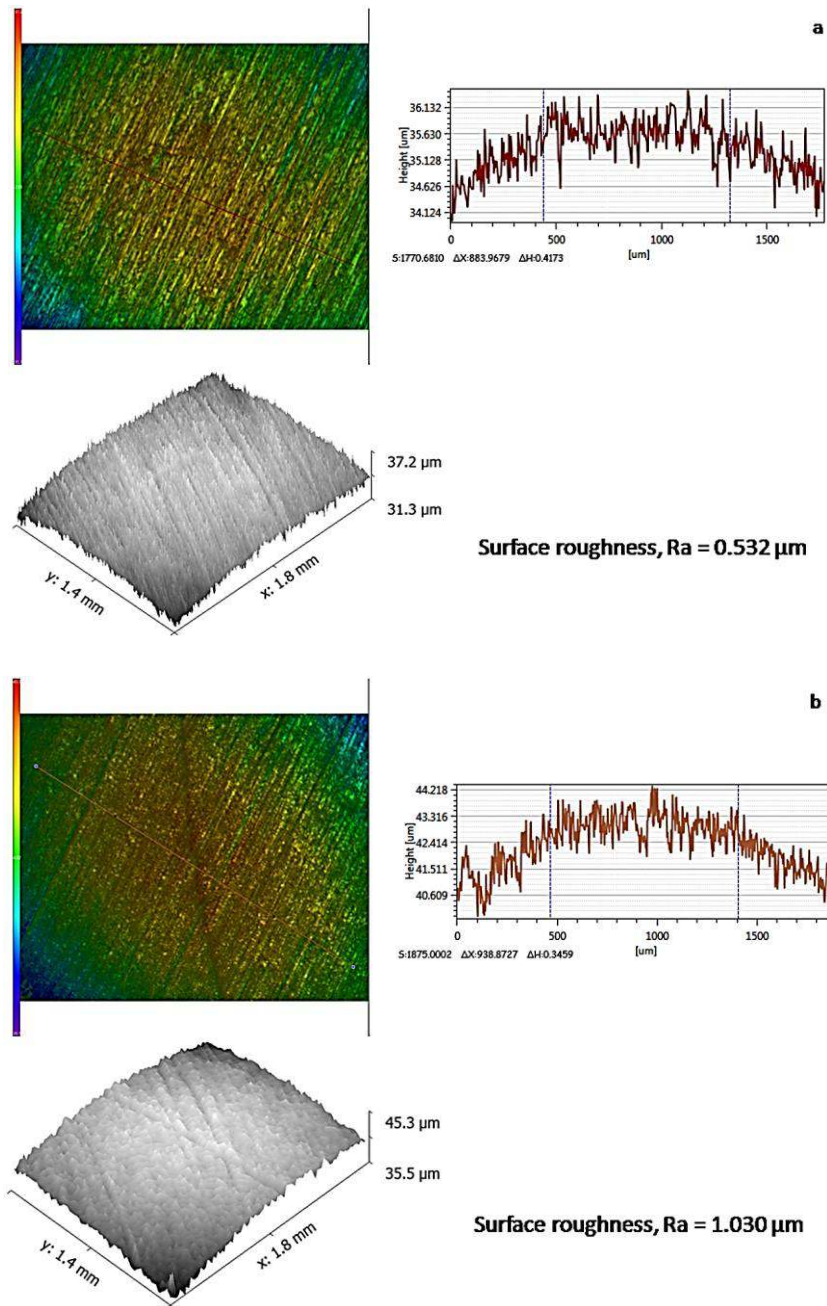 a
36.132
35.630
35.128
34.626
34.124
Height [um]
0 500 1000 1500
[um]
S:1770.6810 ΔX:883.9679 ΔH:0.4173
37.2 µm
31.3 µm
y: 1.4 mm
x: 1.8 mm
Surface roughness, Ra = 0.532 µm
b
44.218
43.316
42.414
41.511
40.609
Height [um]
0 500 1000 1500
[um]
S:1875.0002 ΔX:938.8727 ΔH:0.3459
45.3 µm
35.5 µm
y: 1.4 mm
x: 1.8 mm
Surface roughness, Ra = 1.030 µm